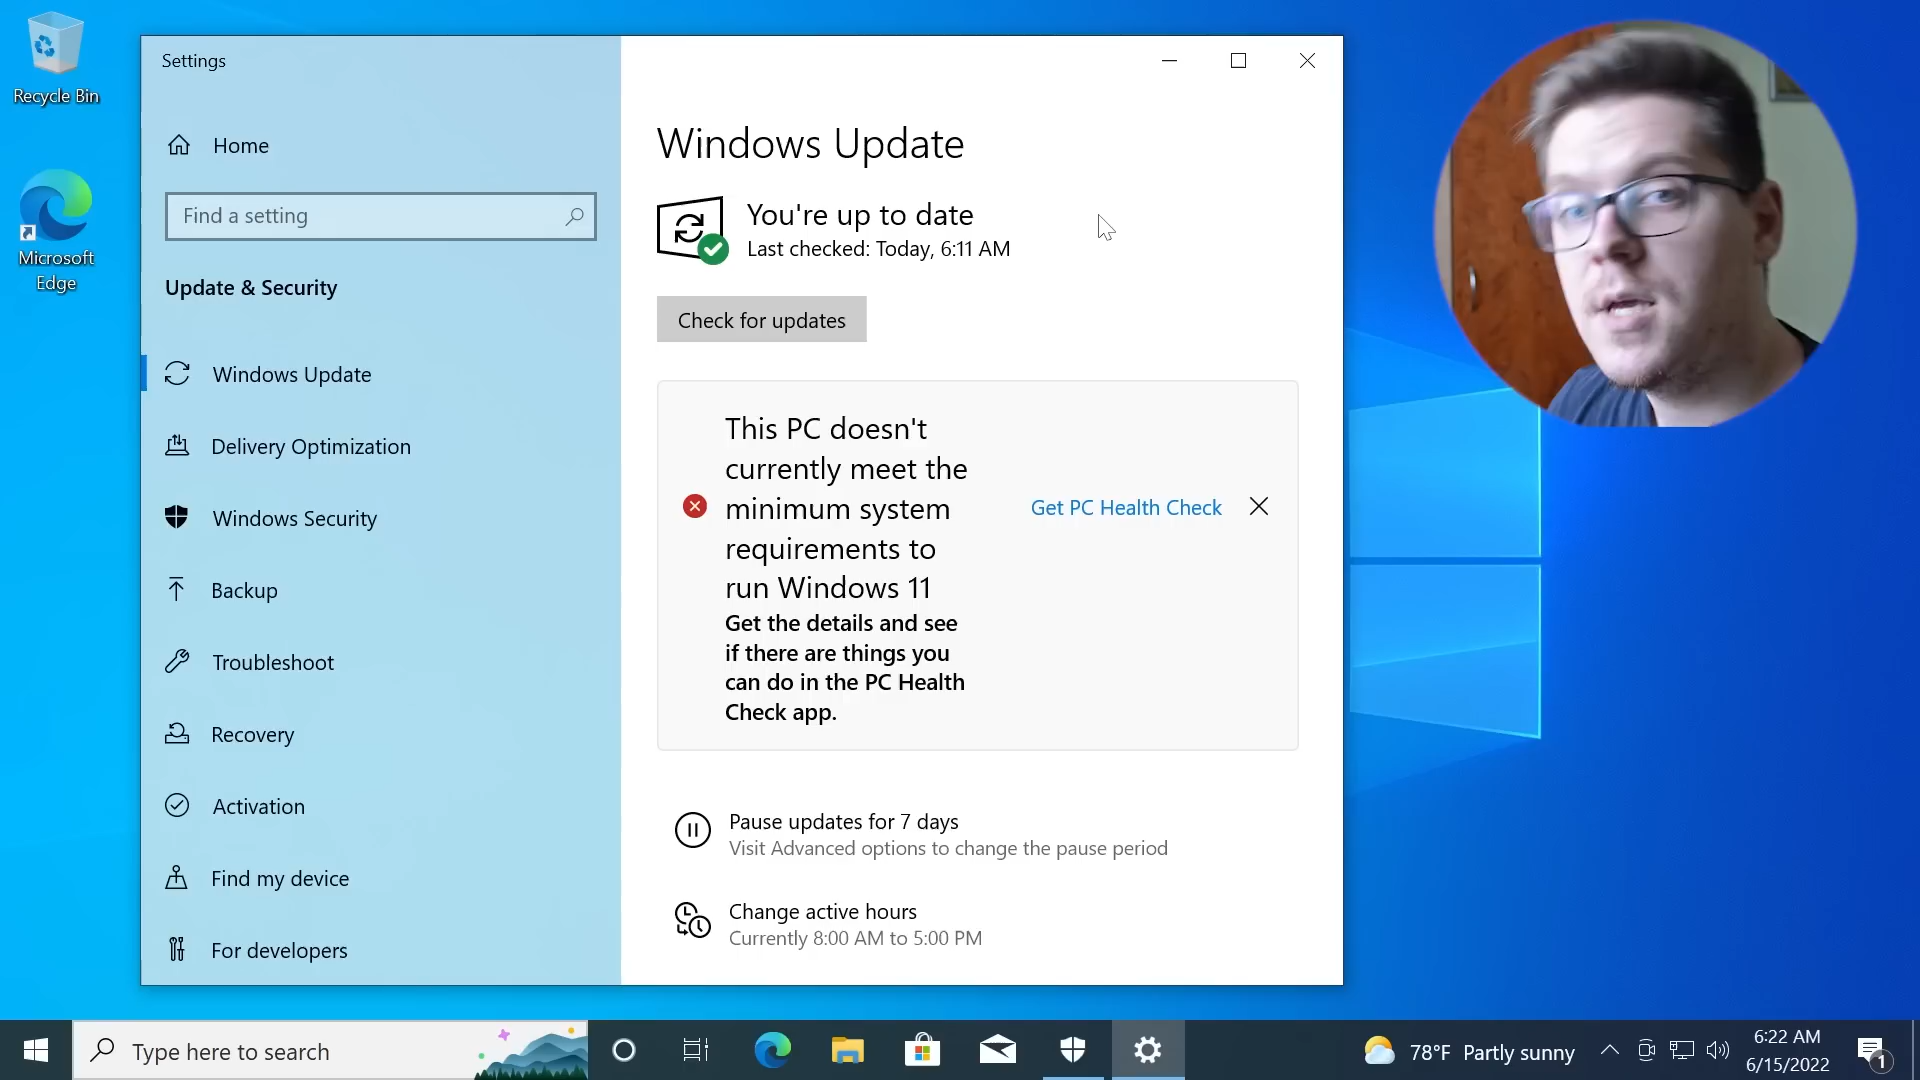 Recycle Bin
Microsoft
Edge
Settings
Home
Find a setting
Update & Security
Windows Update
Delivery Optimization
Windows Security
Backup
Troubleshoot
Recovery
Activation
Find my device
For developers
Windows Update
You're up to date
Last checked: Today, 6:11 AM
Check for updates
This PC doesn't
currently meet the
minimum system
requirements to
run Windows 11
Get the details and see
if there are things you
can do in the PC Health
Check app.
Get PC Health Check
Pause updates for 7 days
Visit Advanced options to change the pause period
Change active hours
Currently 8:00 AM to 5:00 PM
Type here to search
78°F Partly sunny
6:22 AM
6/15/2022
1